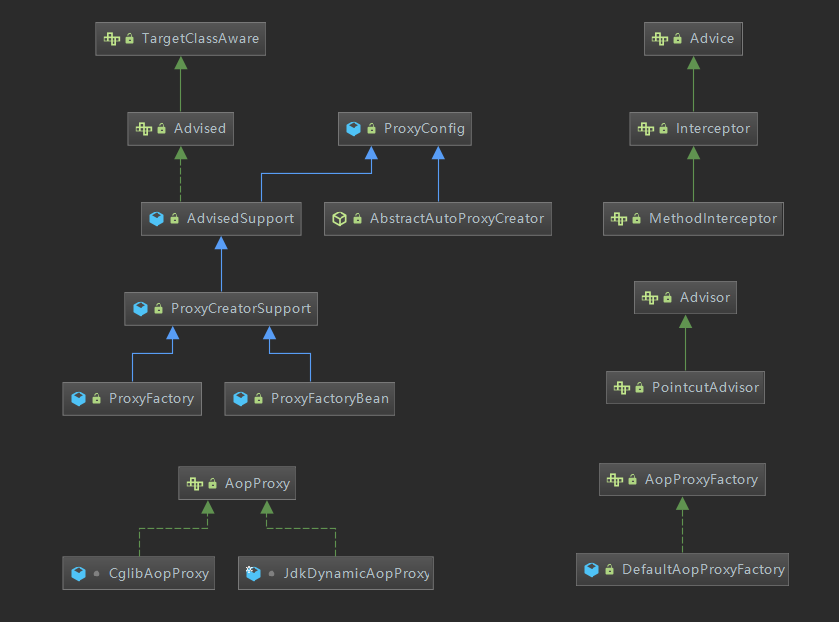 TargetClassAware
Advice
Advised
ProxyConfig
Interceptor
AdvisedSupport
AbstractAutoProxyCreator
MethodInterceptor
Advisor
ProxyCreatorSupport
PointcutAdvisor
ProxyFactory
ProxyFactoryBean
AopProxy
AopProxyFactory
CglibAopProxy
JdkDynamicAopProxy
DefaultAopProxyFactory